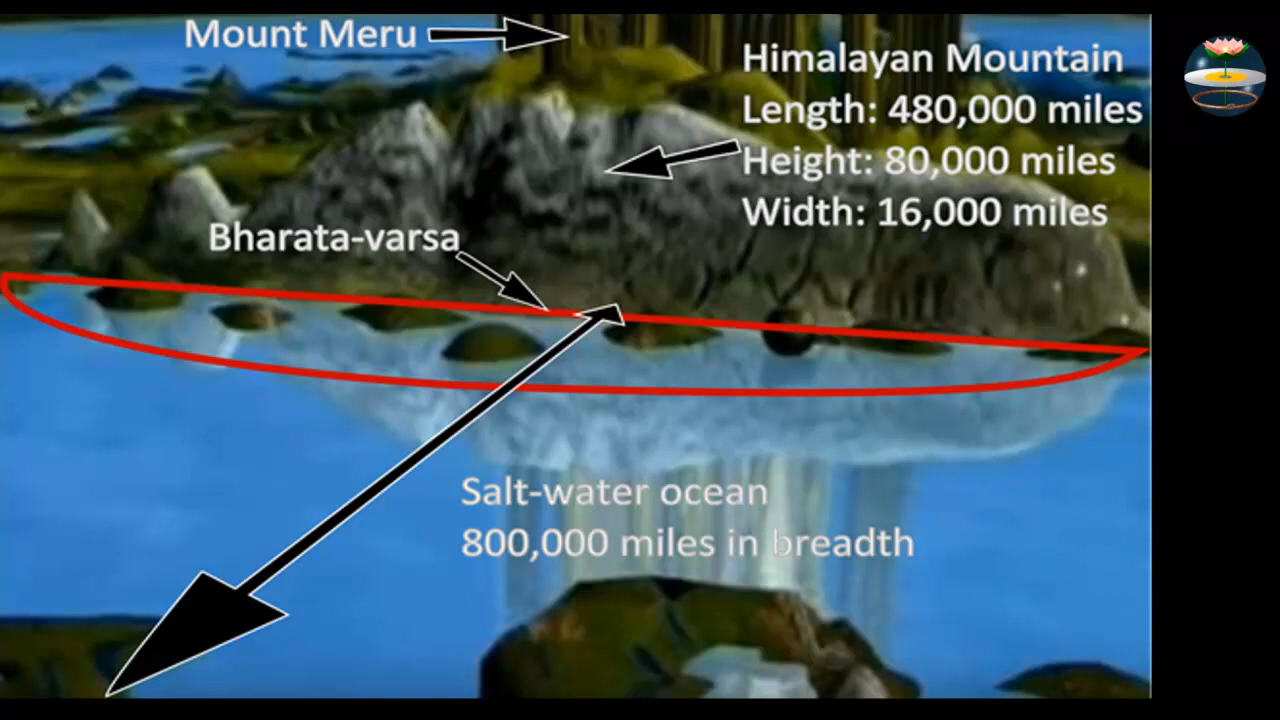 Mount Meru
Himalayan Mountain
Length: 480,000 miles
Height: 80,000 miles
Width: 16,000 miles
Bharata-varsa
Salt-water ocean
800,000 miles in breadth